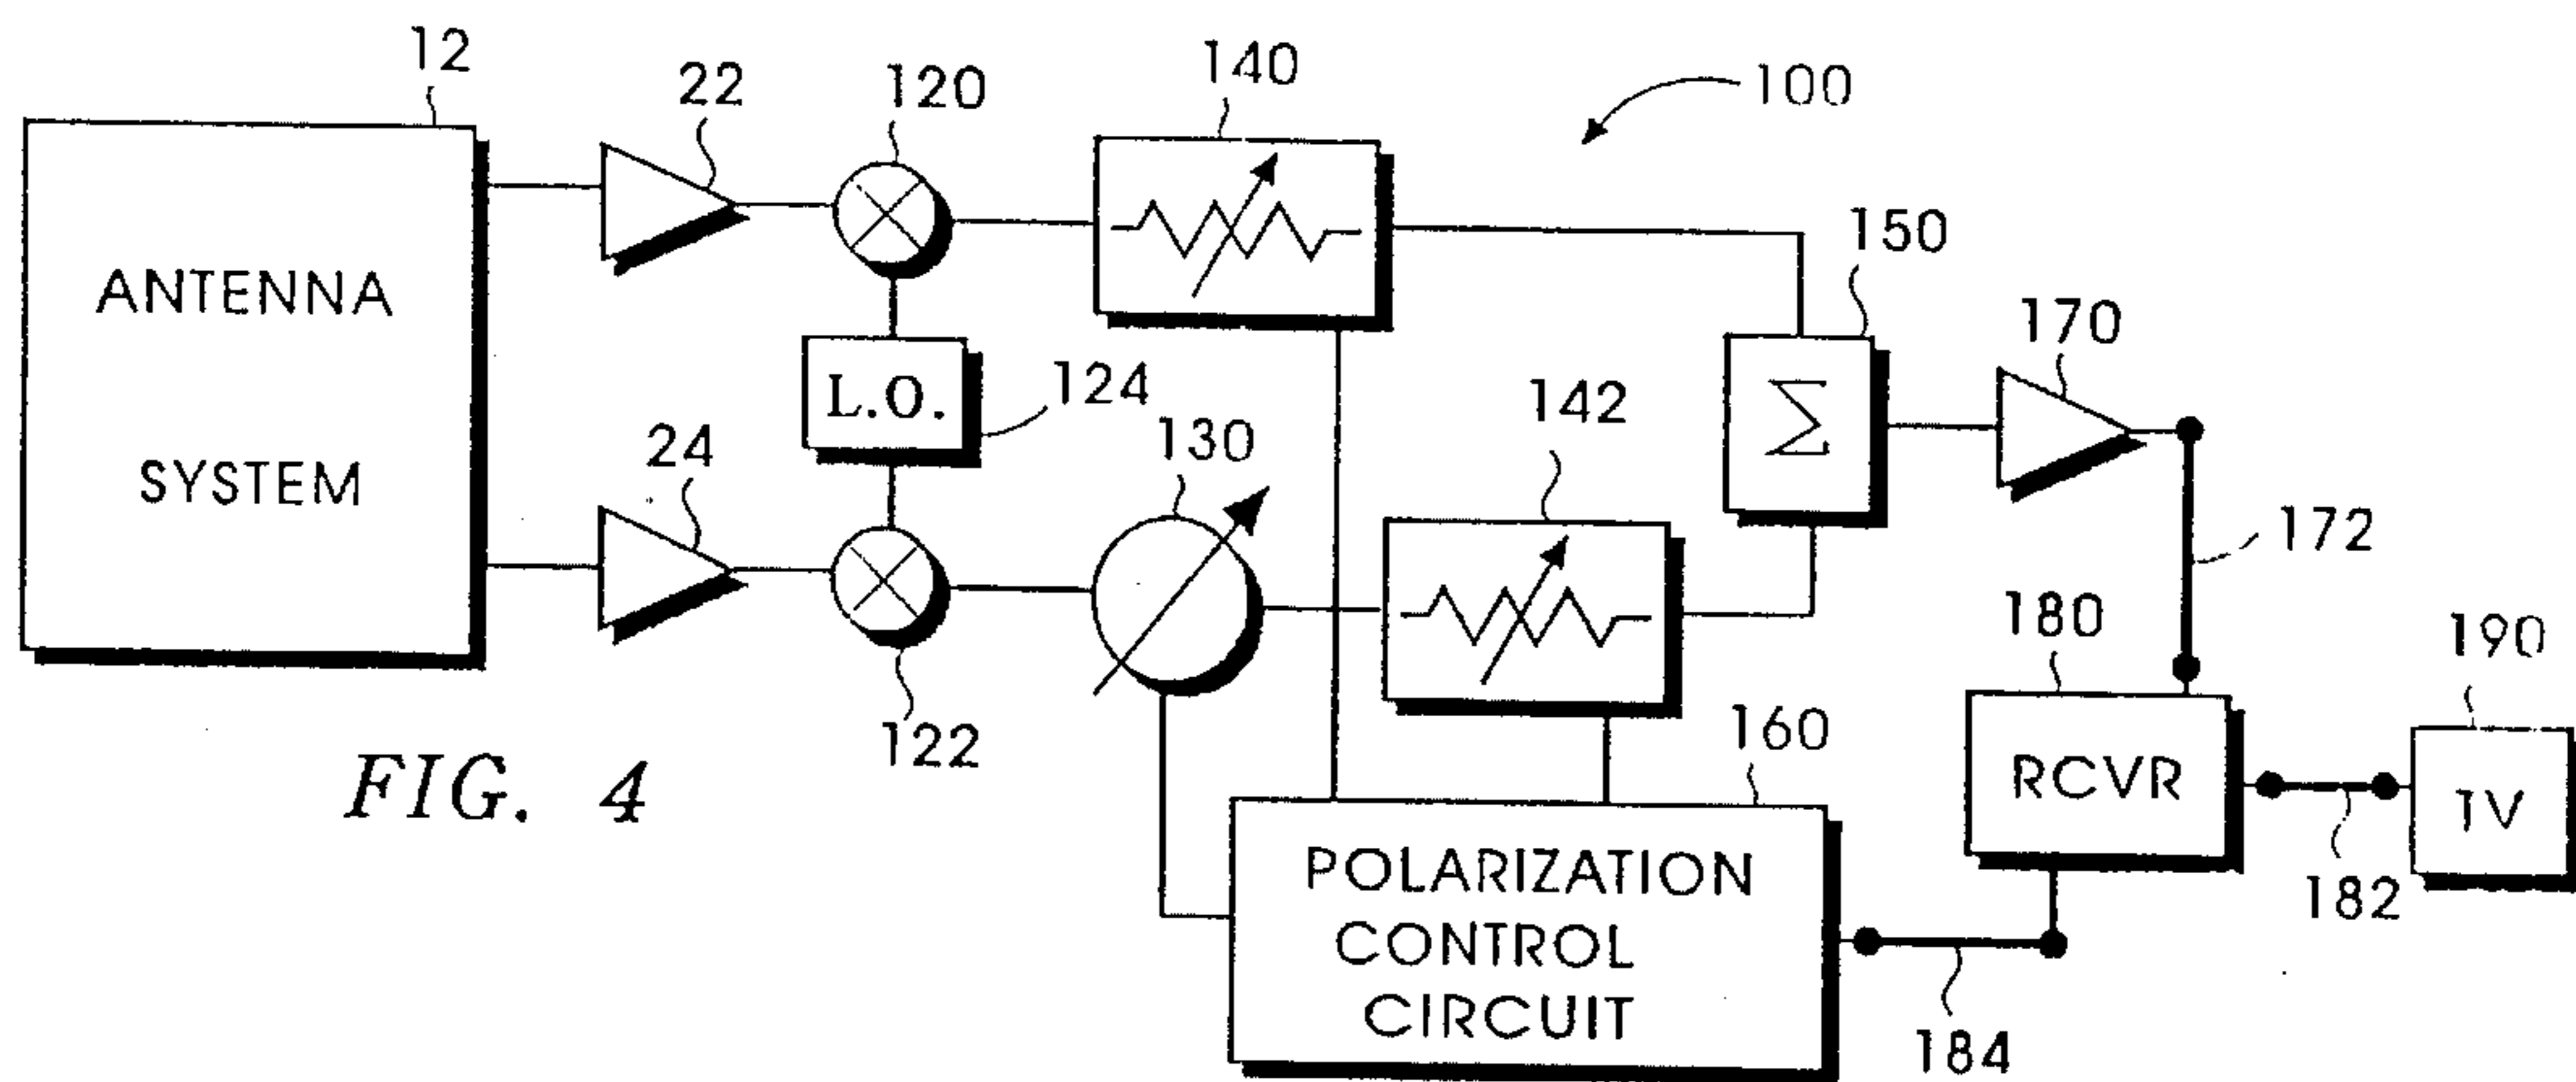 12
22
120
140
100
ANTENNA
SYSTEM
L.O.
124
24
130
142
150
Σ
170
172
122
FIG. 4
160
180
190
RCVR
TV
182
POLARIZATION
CONTROL
CIRCUIT
184